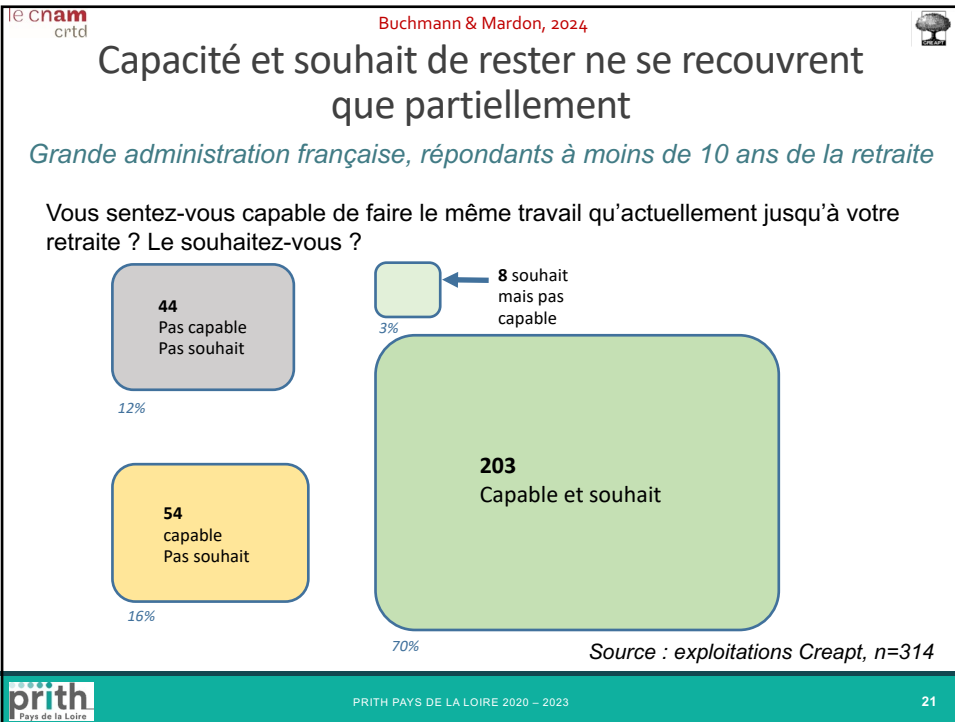 le cnam
crtd
Buchmann & Mardon, 2024
CREAPT
Capacité et souhait de rester ne se recouvrent
que partiellement
Grande administration française, répondants à moins de 10 ans de la retraite
Vous sentez-vous capable de faire le même travail qu'actuellement jusqu'à votre
retraite ? Le souhaitez-vous ?
44
Pas capable
Pas souhait
12%
8 souhait
mais pas
capable
3%
54
capable
Pas souhait
16%
203
Capable et souhait
70%
Source : exploitations Creapt, n=314
prith
Pays de la Loire
PRITH PAYS DE LA LOIRE 2020 – 2023
21